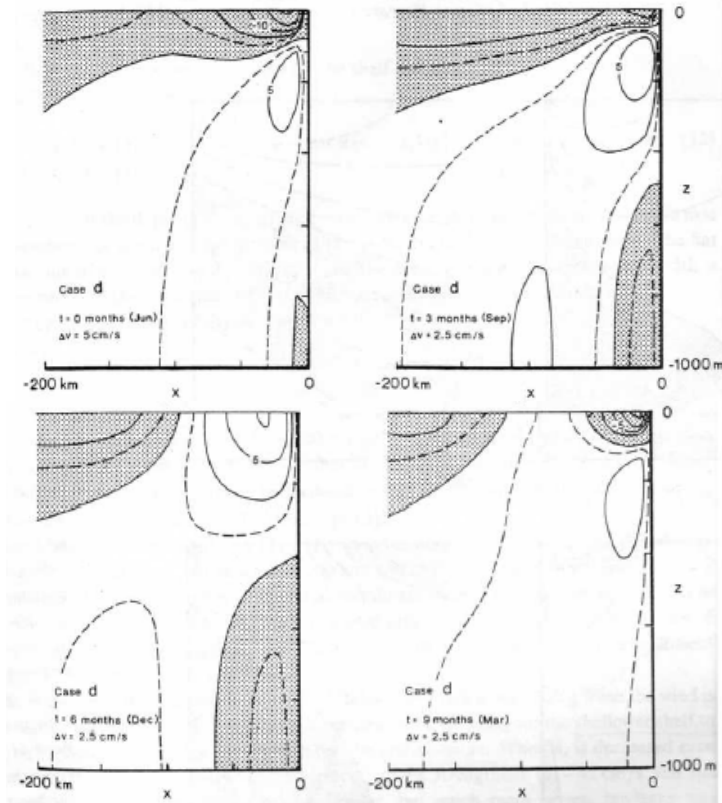 -10
5
Case d
t = 0 months (Jun)
Δv = 5 cm/s
-200 km
x
0
0
5
z
Case d
t = 3 months (Sep)
Δv = 2.5 cm/s
-1000 m
-200 km
x
0
5
Case d
t = 6 months (Dec)
Δv = 2.5 cm/s
-200 km
x
0
0
-5
z
Case d
t = 9 months (Mar)
Δv = 2.5 cm/s
-1000 m
-200 km
x
0